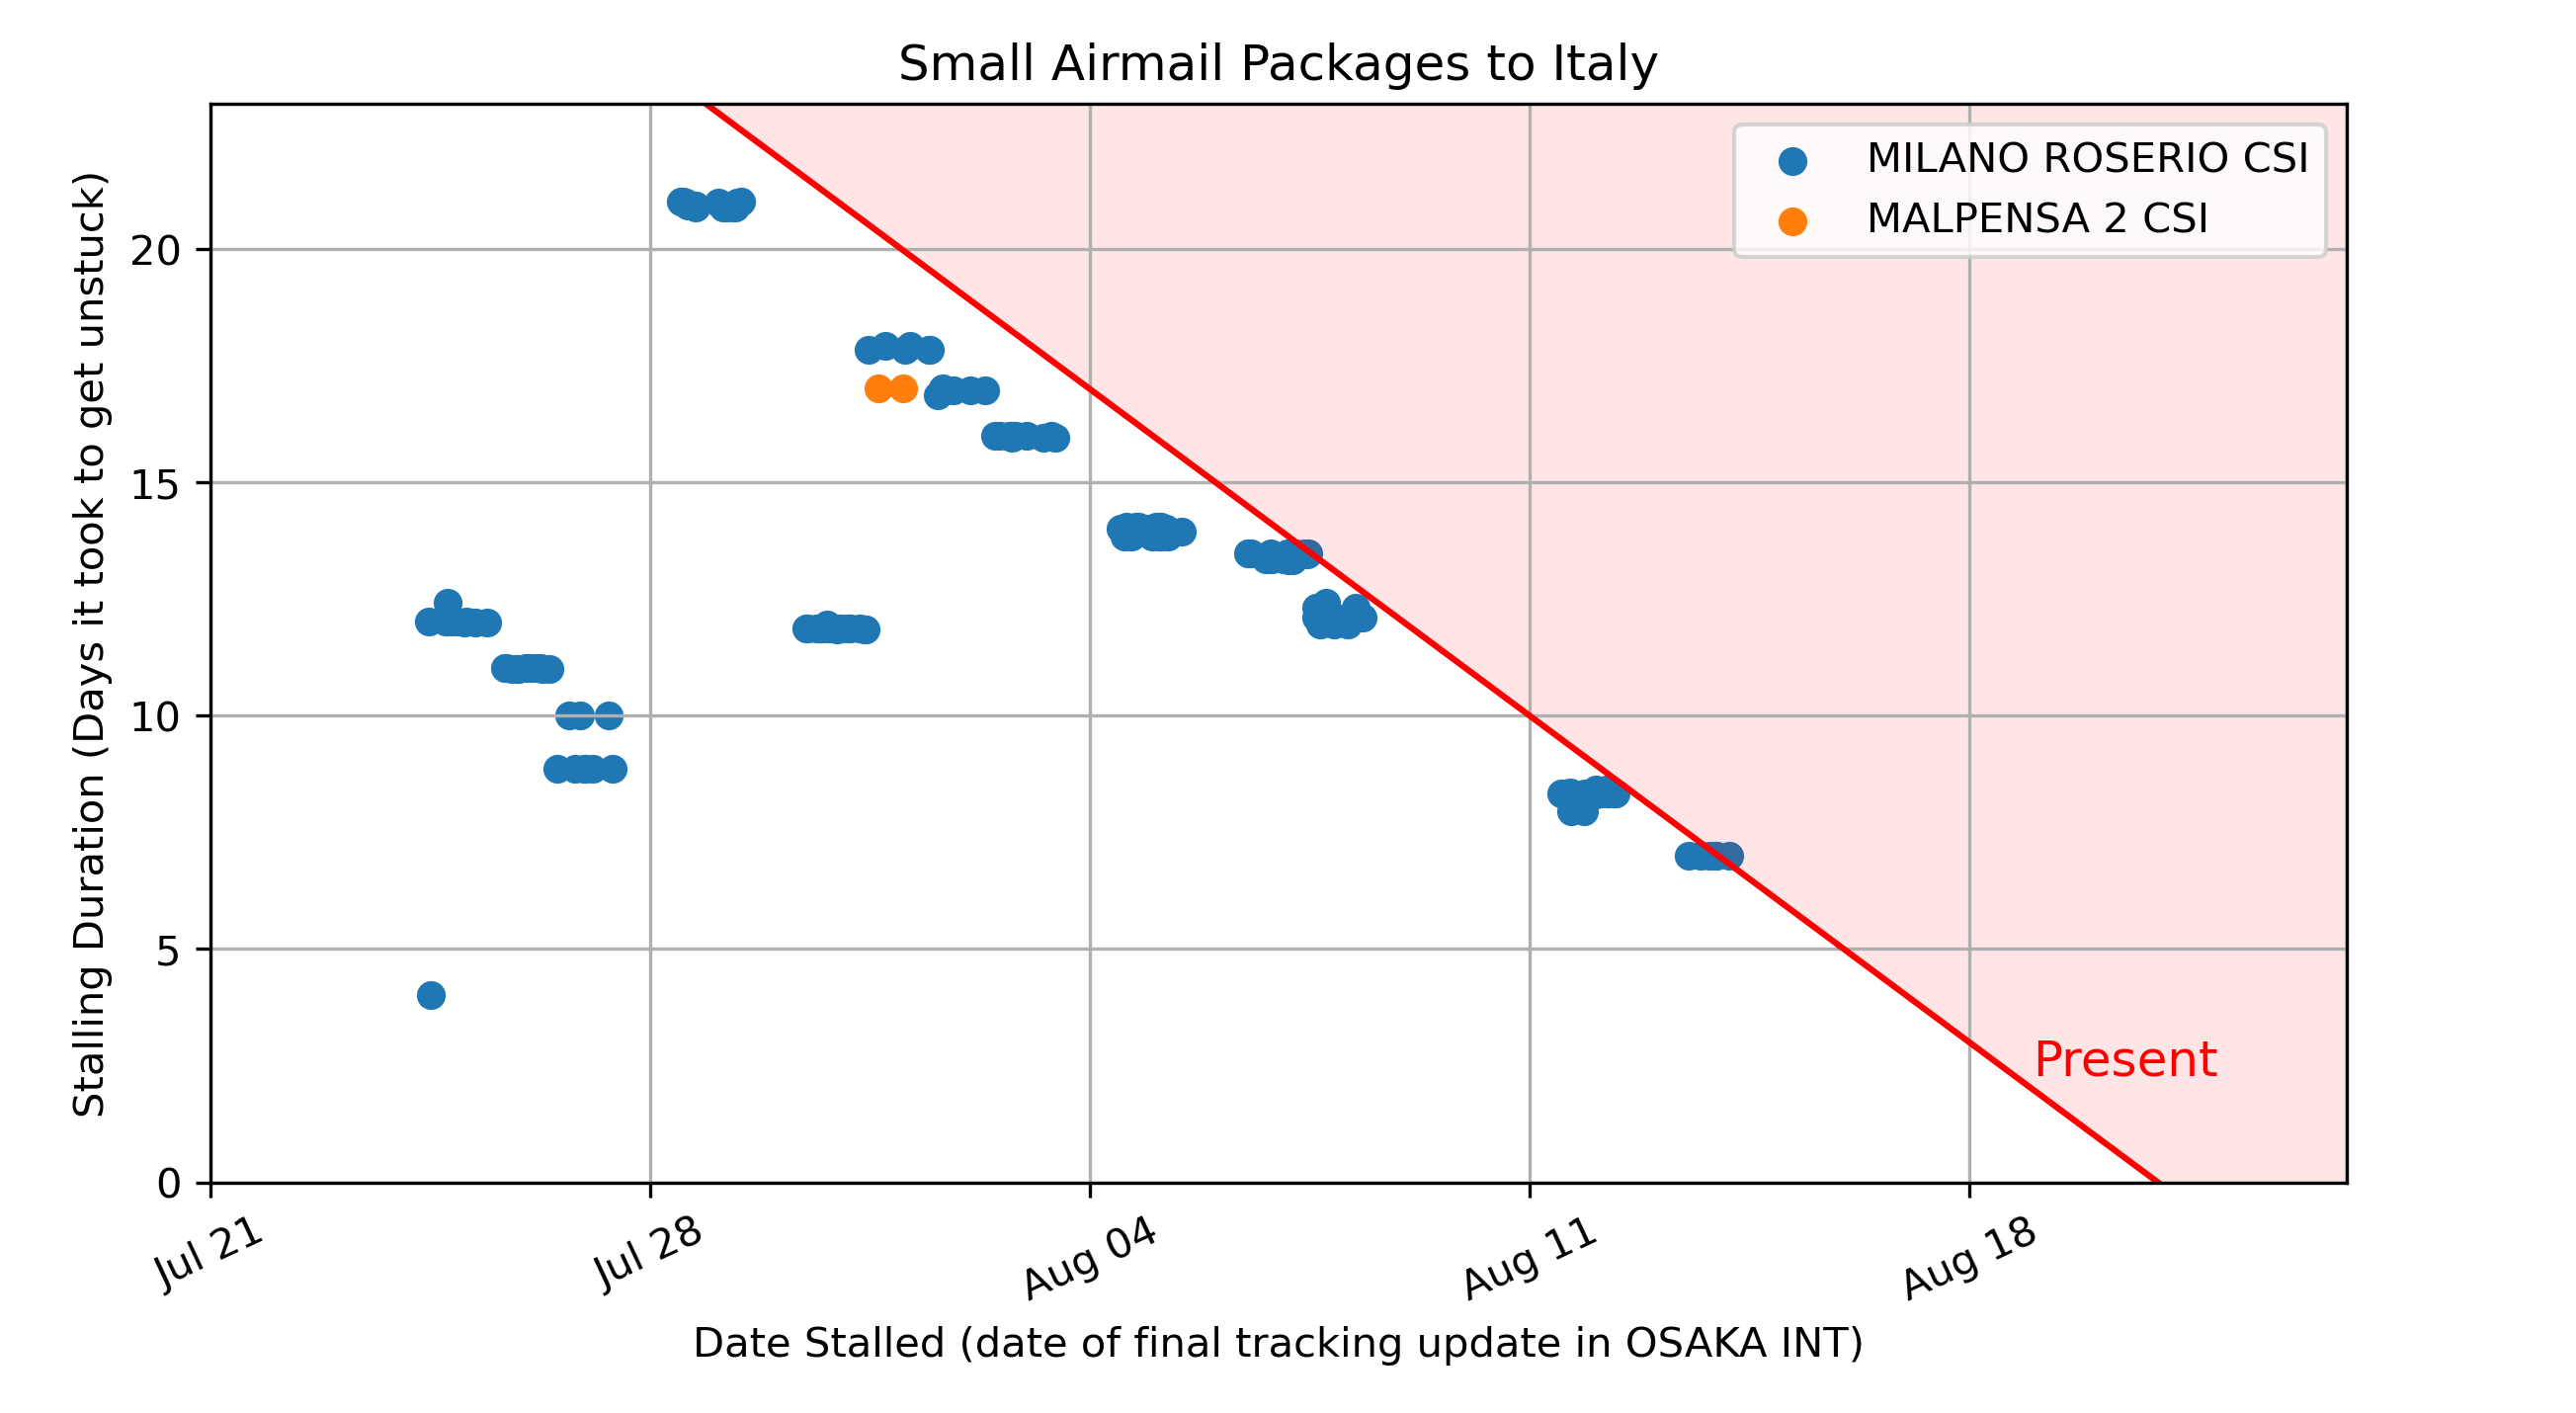 Small Airmail Packages to Italy
MILANO ROSERIO CSI
MALPENSA 2 CSI
Stalling Duration (Days it took to get unstuck)
20
15
10
5
0
Present
Jul 21
Jul 28
Aug 04
Aug 11
Aug 18
Date Stalled (date of final tracking update in OSAKA INT)